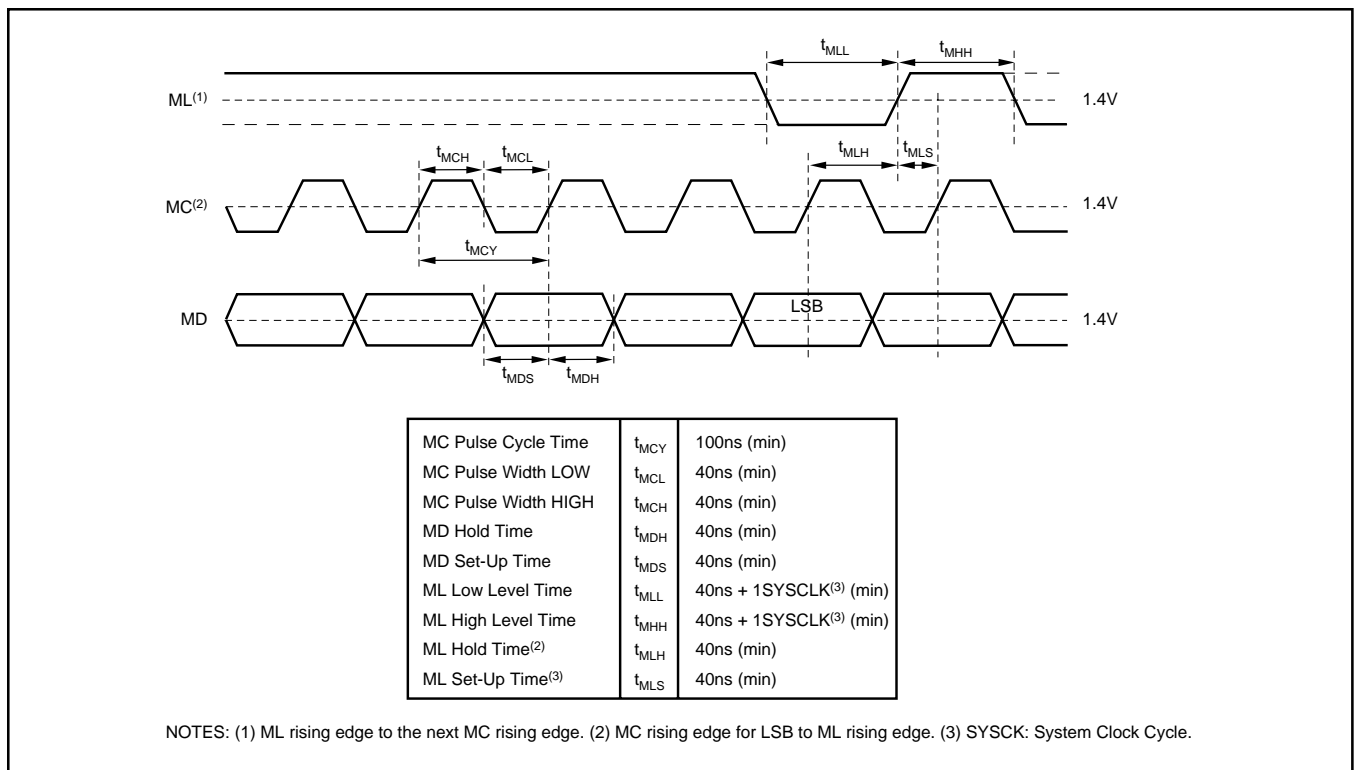 tMLL tMHH
ML(1) 1.4V
tMCH tMCL tMLH tMLS
MC(2) 1.4V
tMCY
LSB
MD 1.4V
tMDS tMDH
MC Pulse Cycle Time tMCY 100ns (min)
MC Pulse Width LOW tMCL 40ns (min)
MC Pulse Width HIGH tMCH 40ns (min)
MD Hold Time tMDH 40ns (min)
MD Set-Up Time tMDS 40ns (min)
ML Low Level Time tMLL 40ns + 1SYSCLK(3) (min)
ML High Level Time tMHH 40ns + 1SYSCLK(3) (min)
ML Hold Time(2) tMLH 40ns (min)
ML Set-Up Time(3) tMLS 40ns (min)
NOTES: (1) ML rising edge to the next MC rising edge. (2) MC rising edge for LSB to ML rising edge. (3) SYSCK: System Clock Cycle.